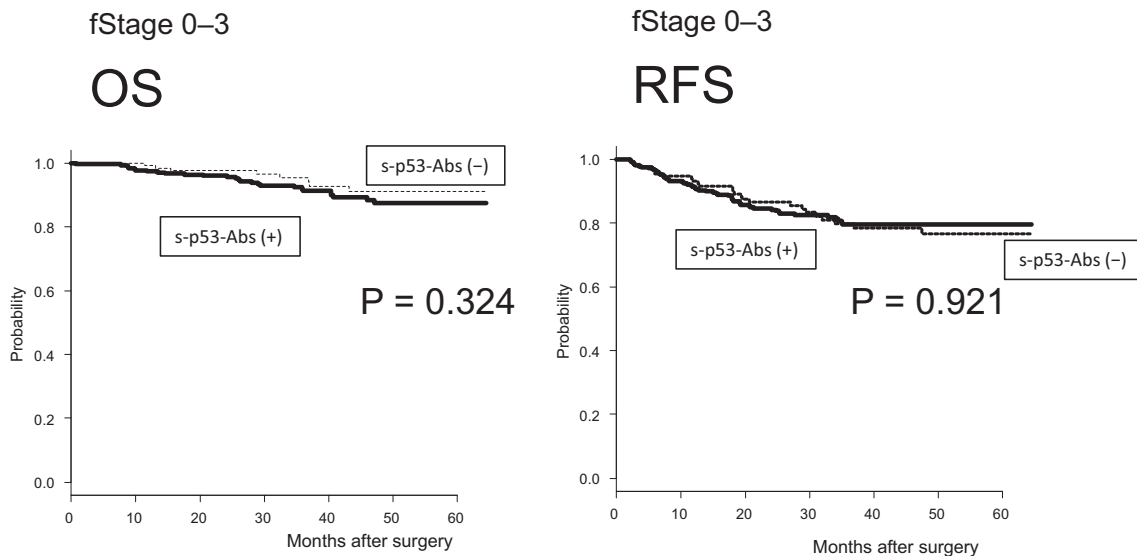 fStage 0–3
OS
1.0
0.8
0.6
0.4
0.2
0.0
Probability
s-p53-Abs (−)
s-p53-Abs (+)
P = 0.324
0 10 20 30 40 50 60
Months after surgery
fStage 0–3
RFS
1.0
0.8
0.6
0.4
0.2
0.0
Probability
s-p53-Abs (+)
s-p53-Abs (−)
P = 0.921
0 10 20 30 40 50 60
Months after surgery